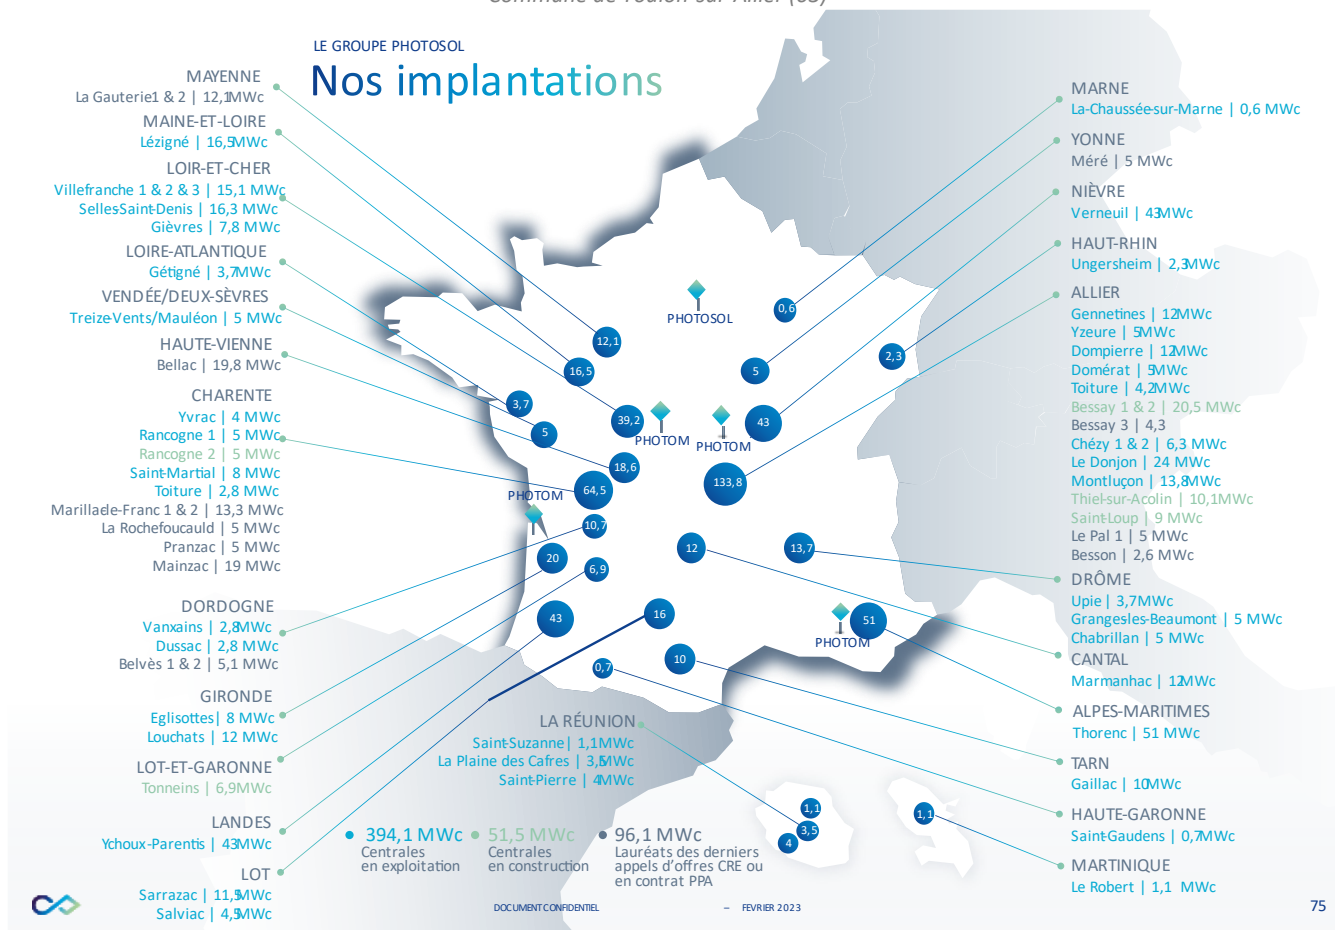 Commune de Toulon-sur-Allier (03)
LE GROUPE PHOTOSOL
Nos implantations
MAYENNE
La Gauterie1 & 2 | 12,1MWc
MAINE-ET-LOIRE
Lézigné | 16,5MWc
LOIR-ET-CHER
Villefranche 1 & 2 & 3 | 15,1 MWc
Selles-Saint-Denis | 16,3 MWc
Gièvres | 7,8 MWc
LOIRE-ATLANTIQUE
Gétigné | 3,7MWc
VENDÉE/DEUX-SÈVRES
Treize-Vents/Mauléon | 5 MWc
HAUTE-VIENNE
Bellac | 19,8 MWc
CHARENTE
Yvrac | 4 MWc
Rancogne 1 | 5 MWc
Rancogne 2 | 5 MWc
Saint-Martial | 8 MWc
Toiture | 2,8 MWc
Marillac-le-Franc 1 & 2 | 13,3 MWc
La Rochefoucauld | 5 MWc
Pranzac | 5 MWc
Mainzac | 19 MWc
DORDOGNE
Vanxains | 2,8MWc
Dussac | 2,8 MWc
Belvès 1 & 2 | 5,1 MWc
GIRONDE
Eglisottes| 8 MWc
Louchats | 12 MWc
LOT-ET-GARONNE
Tonneins | 6,9MWc
LANDES
Ychoux-Parentis | 43MWc
LOT
Sarrazac | 11,5MWc
Salviac | 4,5MWc
PHOTOSOL
0,6
12,1
16,5
5
2,3
3,7
39,2
PHOTOM
PHOTOM
43
5
18,6
64,5
133,8
PHOTOM
10,7
20
6,9
12
13,7
43
16
51
PHOTOM
0,7
10
LA RÉUNION
Saint-Suzanne| 1,1MWc
La Plaine des Cafres | 3,5MWc
Saint-Pierre | 4MWc
1,1
3,5
4
1,1
394,1 MWc
Centrales
en exploitation
51,5 MWc
Centrales
en construction
96,1 MWc
Lauréats des derniers
appels d'offres CRE ou
en contrat PPA
MARNE
La-Chaussée-sur-Marne | 0,6 MWc
YONNE
Méré | 5 MWc
NIÈVRE
Verneuil | 43MWc
HAUT-RHIN
Ungersheim | 2,3MWc
ALLIER
Gennetines | 12MWc
Yzeure | 5MWc
Dompierre | 12MWc
Domérat | 5MWc
Toiture | 4,2MWc
Bessay 1 & 2 | 20,5 MWc
Bessay 3 | 4,3
Chézy 1 & 2 | 6,3 MWc
Le Donjon | 24 MWc
Montluçon | 13,8MWc
Thiel-sur-Acolin | 10,1MWc
Saint-Loup | 9 MWc
Le Pal 1 | 5 MWc
Besson | 2,6 MWc
DRÔME
Upie | 3,7MWc
Granges-les-Beaumont | 5 MWc
Chabrillan | 5 MWc
CANTAL
Marmanhac | 12MWc
ALPES-MARITIMES
Thorenc | 51 MWc
TARN
Gaillac | 10MWc
HAUTE-GARONNE
Saint-Gaudens | 0,7MWc
MARTINIQUE
Le Robert | 1,1 MWc
DOCUMENT CONFIDENTIEL – FEVRIER 2023
75